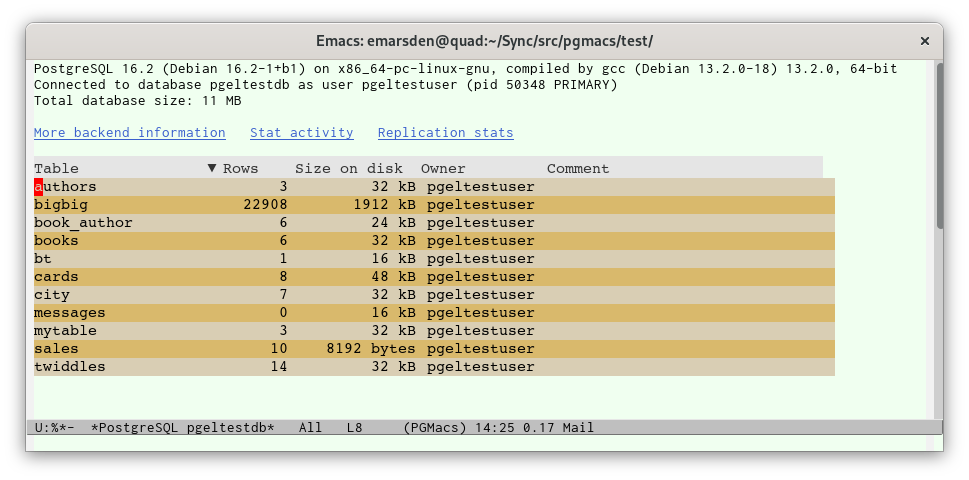 Emacs: emarsden@quad:~/Sync/src/pgmacs/test/ ×
PostgreSQL 16.2 (Debian 16.2-1+b1) on x86_64-pc-linux-gnu, compiled by gcc (Debian 13.2.0-18) 13.2.0, 64-bit
Connected to database pgeltestdb as user pgeltestuser (pid 50348 PRIMARY)
Total database size: 11 MB
More backend information Stat activity Replication stats
Table ▼ Rows Size on disk Owner Comment
authors 3 32 kB pgeltestuser
bigbig 22908 1912 kB pgeltestuser
book_author 6 24 kB pgeltestuser
books 6 32 kB pgeltestuser
bt 1 16 kB pgeltestuser
cards 8 48 kB pgeltestuser
city 7 32 kB pgeltestuser
messages 0 16 kB pgeltestuser
mytable 3 32 kB pgeltestuser
sales 10 8192 bytes pgeltestuser
twiddles 14 32 kB pgeltestuser
U:%*- *PostgreSQL pgeltestdb* All L8 (PGMacs) 14:25 0.17 Mail